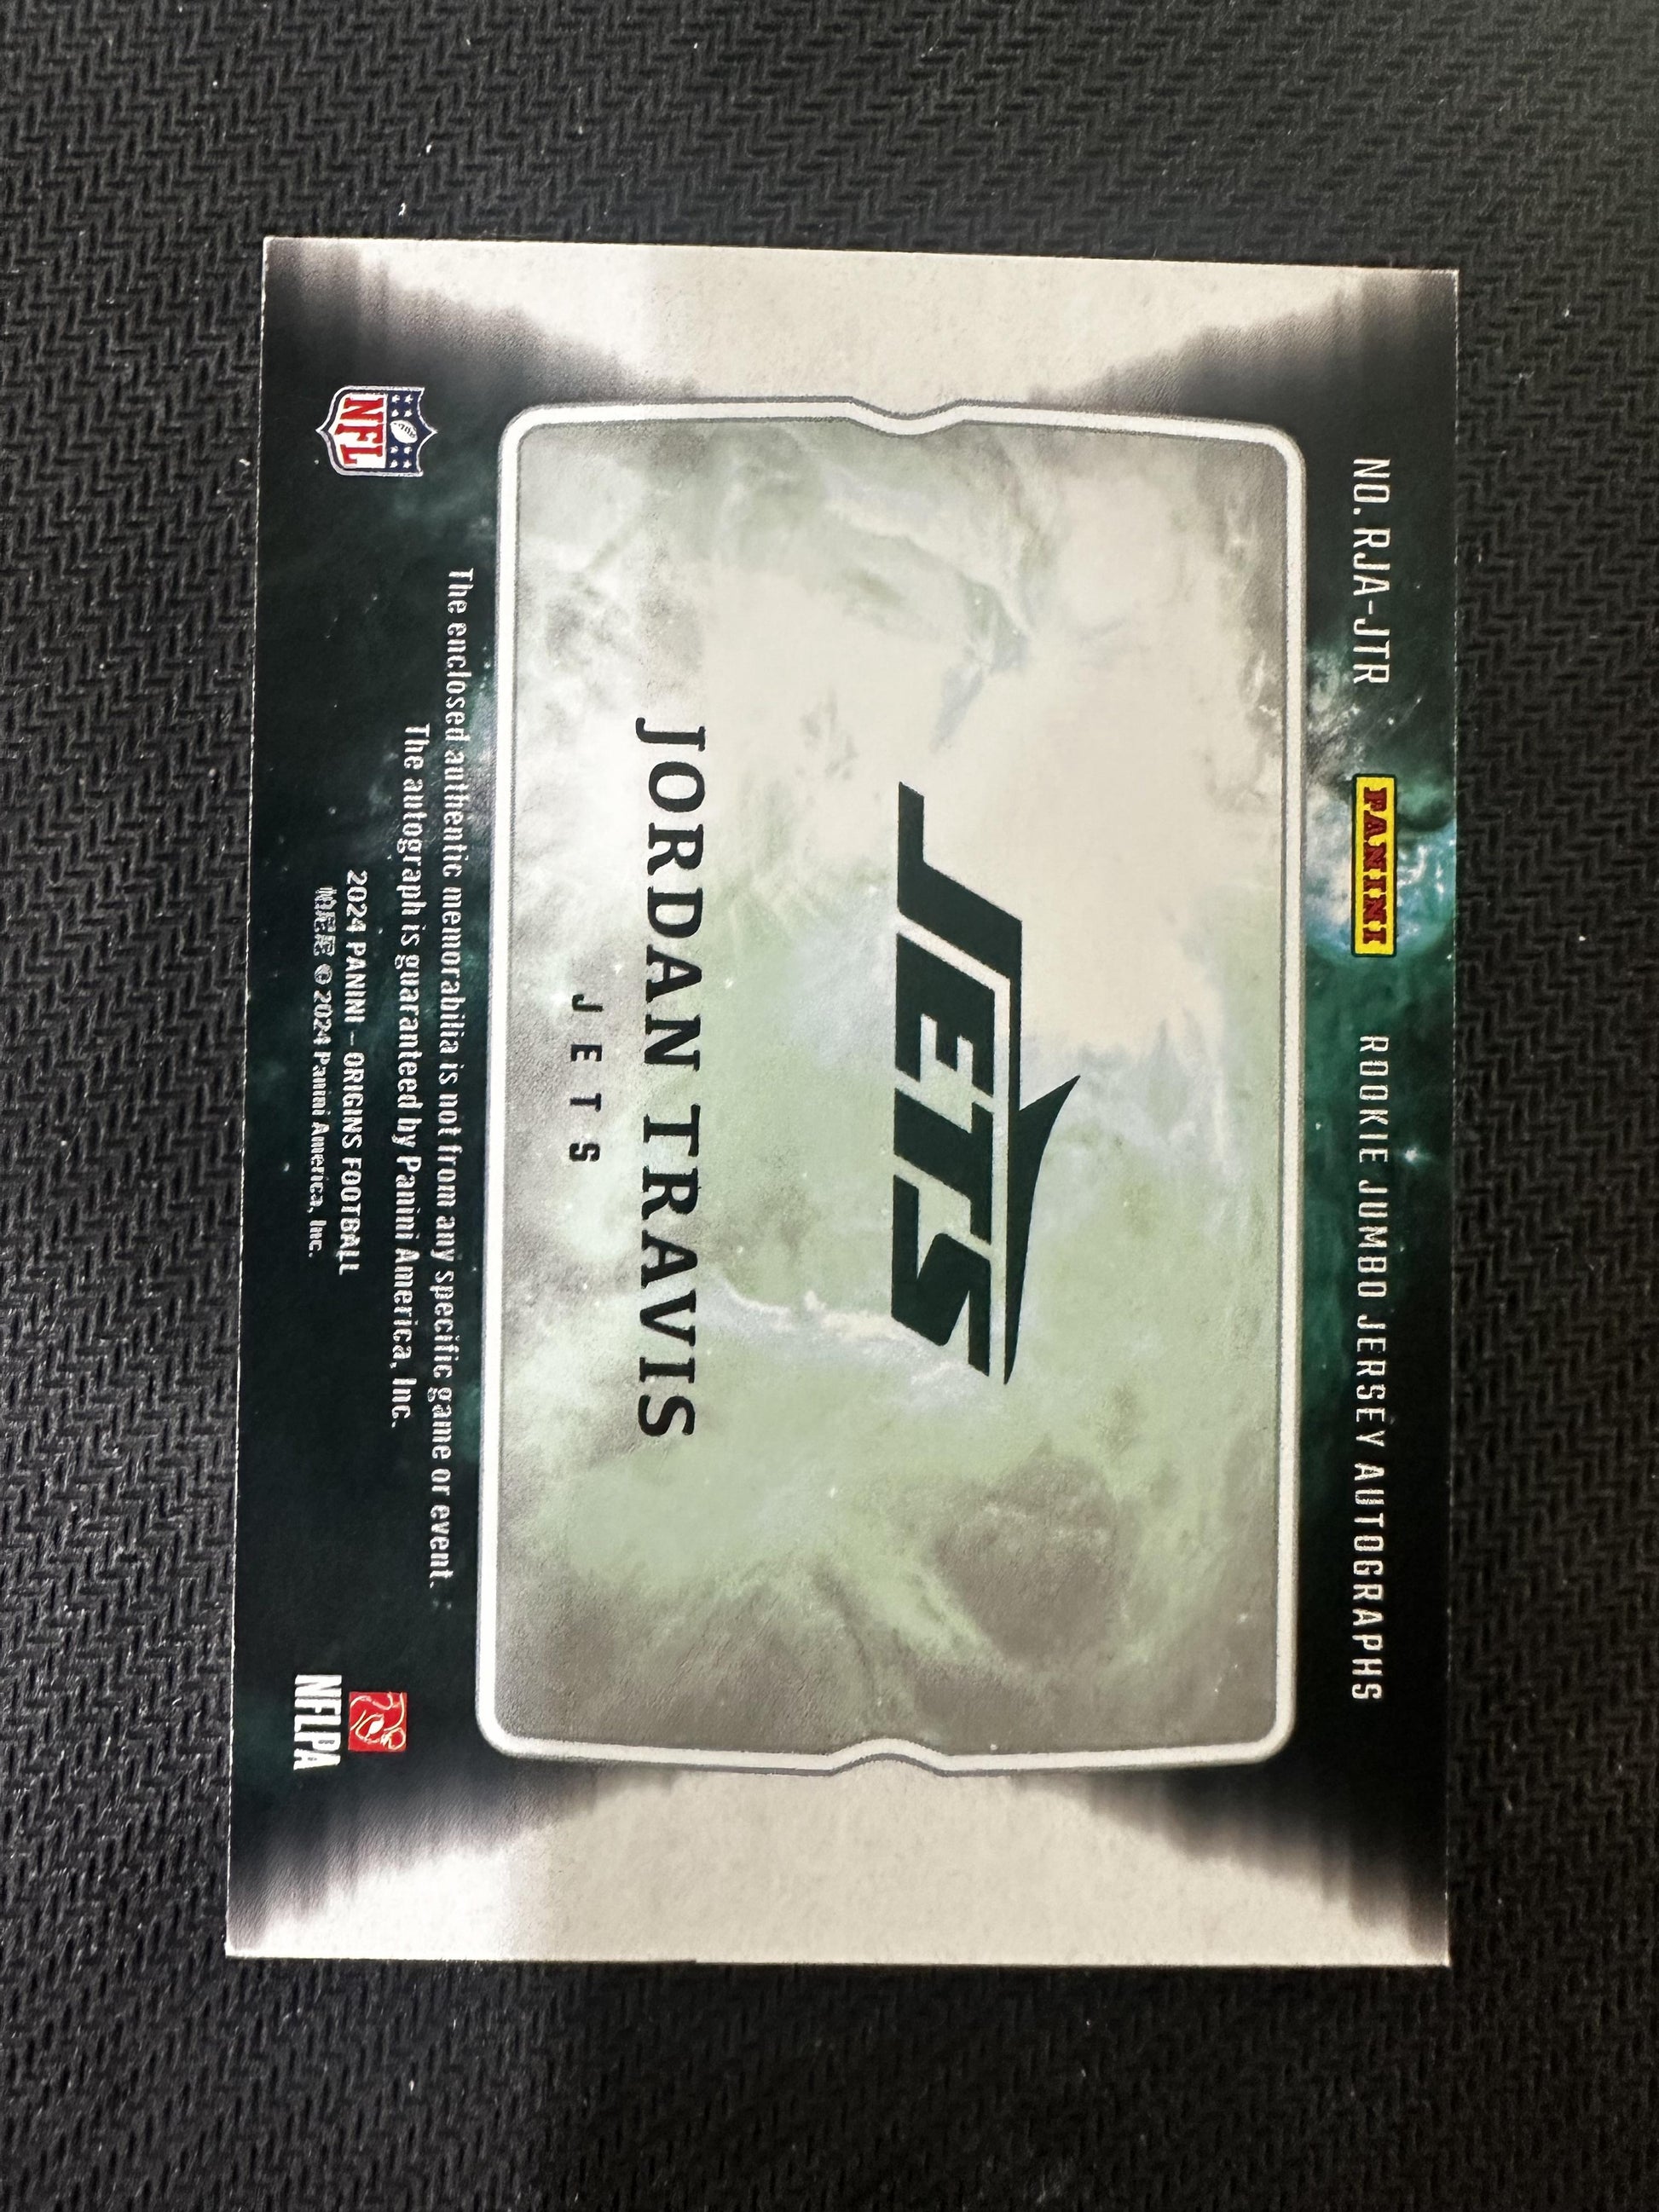 NO. RJA-JTR
PANINI
ROOKIE JUMBO JERSEY AUTOGRAPHS
JETS
JORDAN TRAVIS
JETS
The enclosed authentic memorabilia is not from any specific game or event.
The autograph is guaranteed by Panini America, Inc.
2024 PANINI – ORIGINS FOOTBALL
© 2024 Panini America, Inc.
NFL
NFLPA